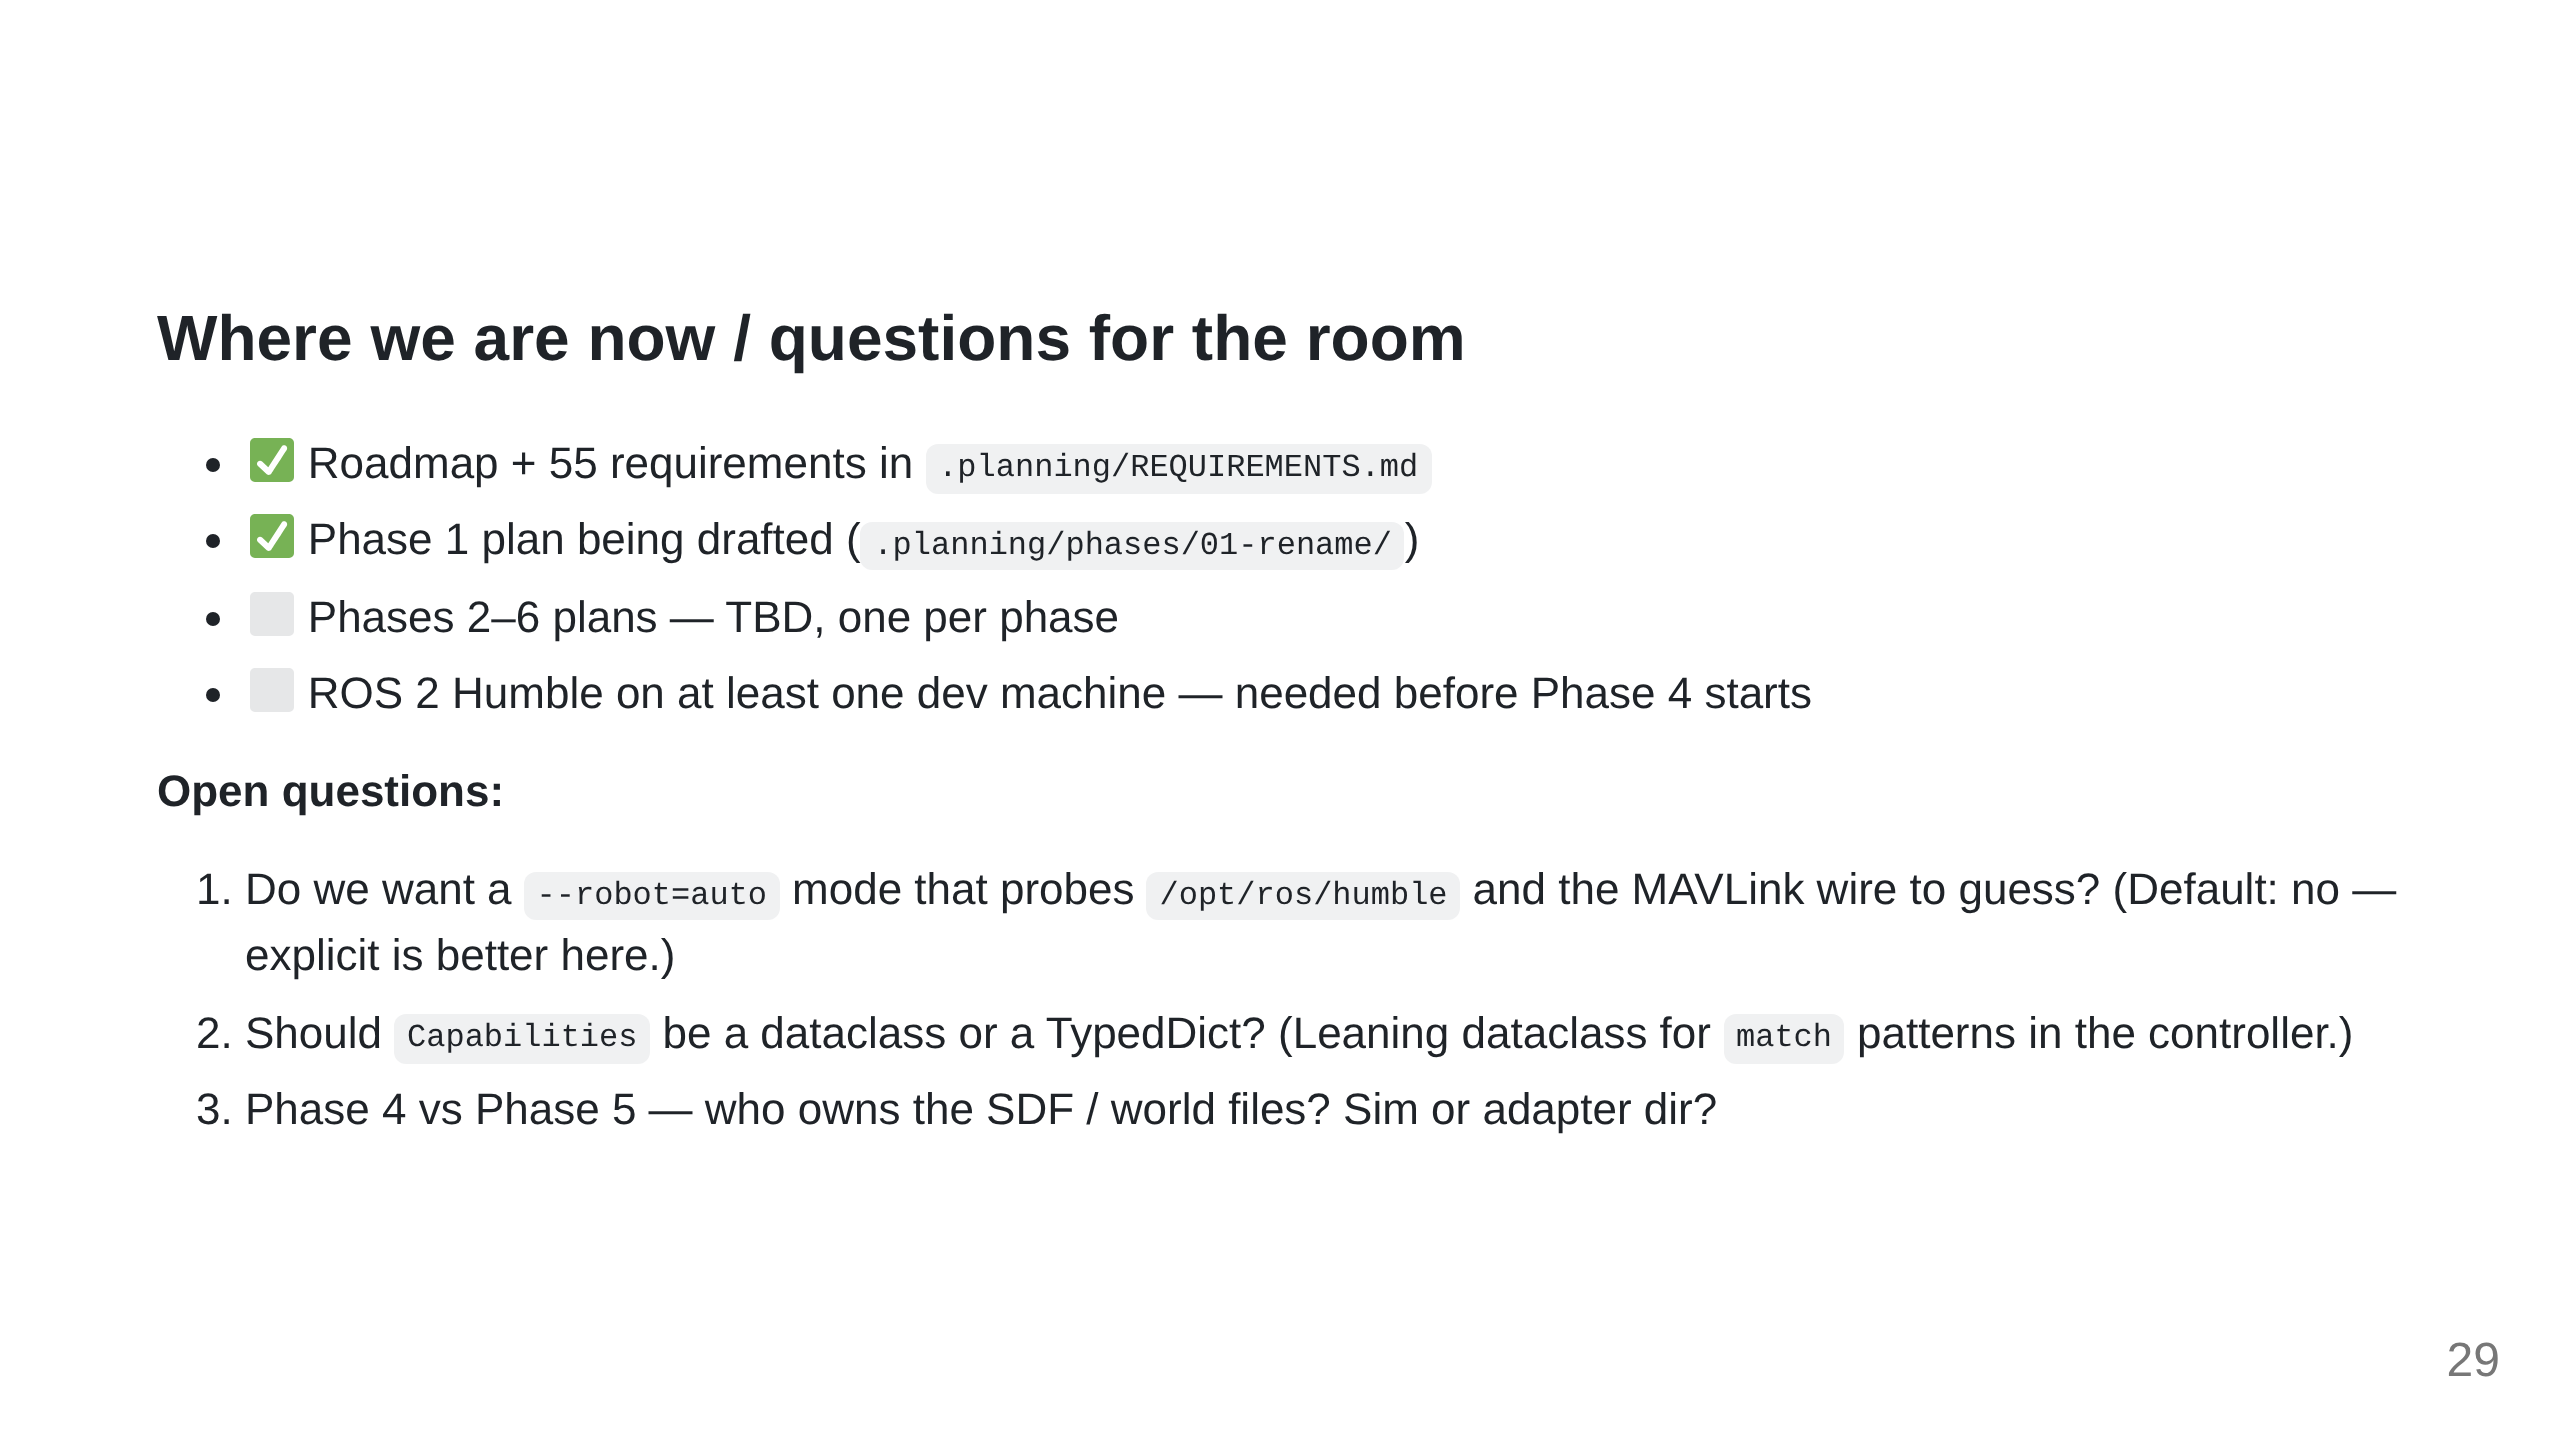 Where we are now / questions for the room
• ✅ Roadmap + 55 requirements in .planning/REQUIREMENTS.md
• ✅ Phase 1 plan being drafted (.planning/phases/01-rename/)
• ⬜ Phases 2–6 plans — TBD, one per phase
• ⬜ ROS 2 Humble on at least one dev machine — needed before Phase 4 starts
Open questions:
1. Do we want a --robot=auto mode that probes /opt/ros/humble and the MAVLink wire to guess? (Default: no —
explicit is better here.)
2. Should Capabilities be a dataclass or a TypedDict? (Leaning dataclass for match patterns in the controller.)
3. Phase 4 vs Phase 5 — who owns the SDF / world files? Sim or adapter dir?
29